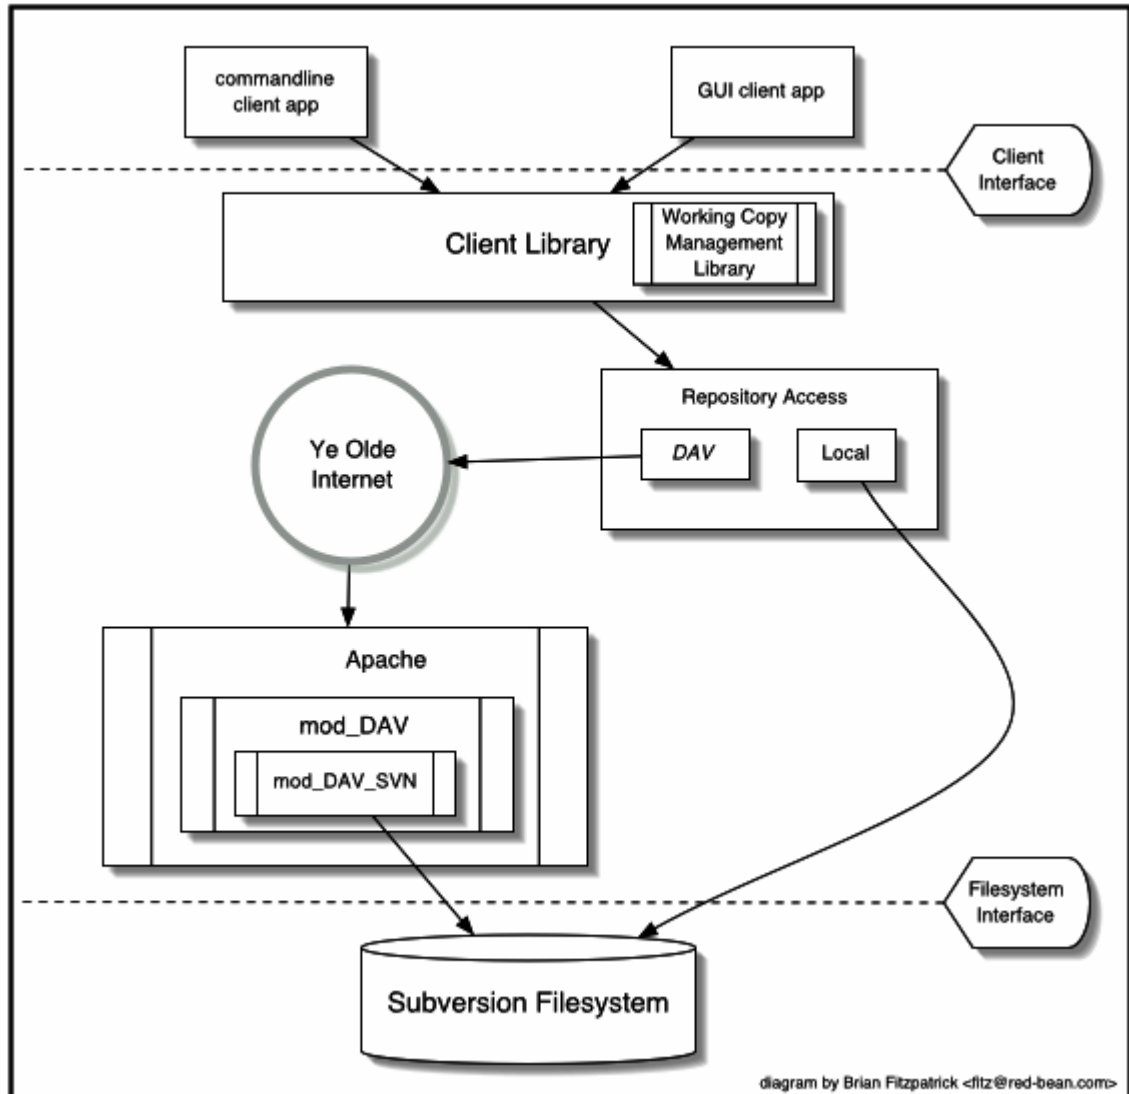 commandline
client app
GUI client app
Client
Interface
Client Library
Working Copy
Management
Library
Repository Access
DAV
Local
Ye Olde
Internet
Apache
mod_DAV
mod_DAV_SVN
Filesystem
Interface
Subversion Filesystem
diagram by Brian Fitzpatrick <fitz@red-bean.com>